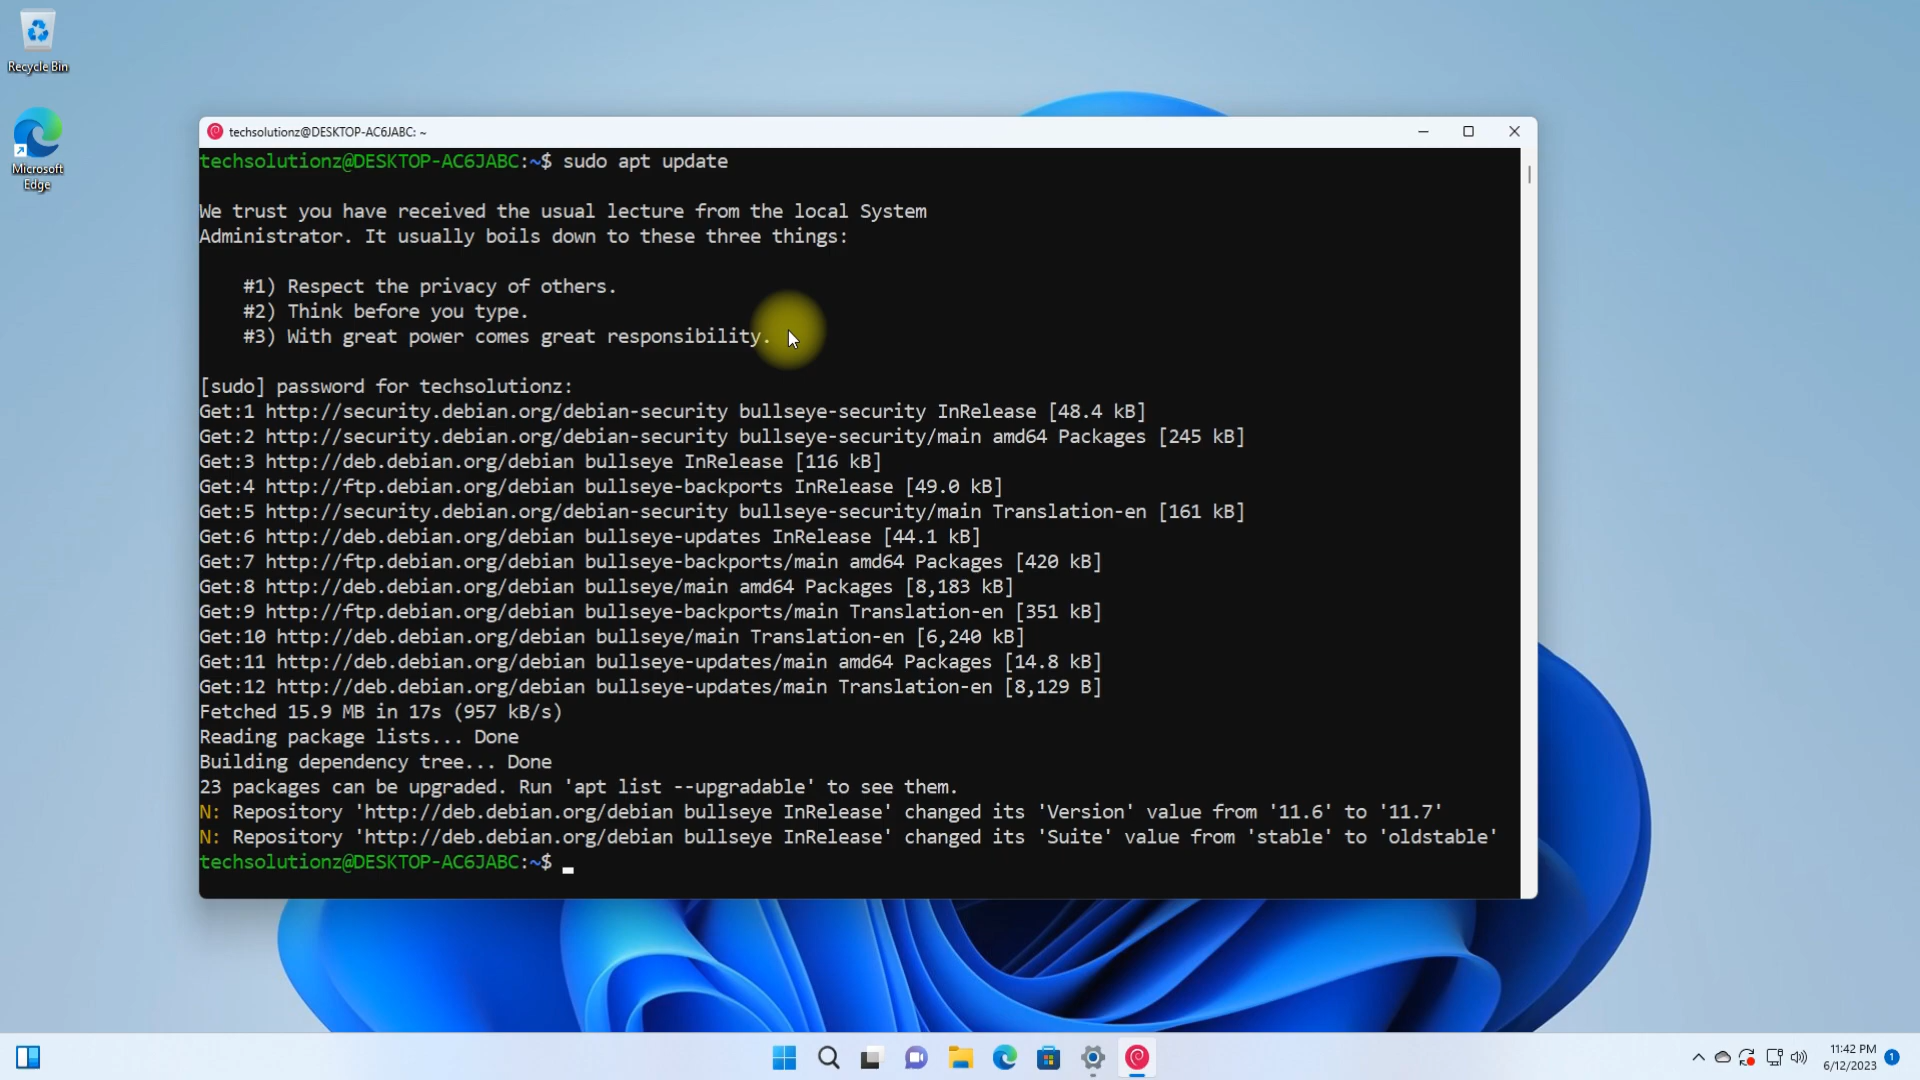 Recycle Bin
Microsoft
Edge
techsolutionz@DESKTOP-AC6JABC: ~
techsolutionz@DESKTOP-AC6JABC:~$ sudo apt update
We trust you have received the usual lecture from the local System
Administrator. It usually boils down to these three things:
#1) Respect the privacy of others.
#2) Think before you type.
#3) With great power comes great responsibility.
[sudo] password for techsolutionz:
Get:1 http://security.debian.org/debian-security bullseye-security InRelease [48.4 kB]
Get:2 http://security.debian.org/debian-security bullseye-security/main amd64 Packages [245 kB]
Get:3 http://deb.debian.org/debian bullseye InRelease [116 kB]
Get:4 http://ftp.debian.org/debian bullseye-backports InRelease [49.0 kB]
Get:5 http://security.debian.org/debian-security bullseye-security/main Translation-en [161 kB]
Get:6 http://deb.debian.org/debian bullseye-updates InRelease [44.1 kB]
Get:7 http://ftp.debian.org/debian bullseye-backports/main amd64 Packages [420 kB]
Get:8 http://deb.debian.org/debian bullseye/main amd64 Packages [8,183 kB]
Get:9 http://ftp.debian.org/debian bullseye-backports/main Translation-en [351 kB]
Get:10 http://deb.debian.org/debian bullseye/main Translation-en [6,240 kB]
Get:11 http://deb.debian.org/debian bullseye-updates/main amd64 Packages [14.8 kB]
Get:12 http://deb.debian.org/debian bullseye-updates/main Translation-en [8,129 B]
Fetched 15.9 MB in 17s (957 kB/s)
Reading package lists... Done
Building dependency tree... Done
23 packages can be upgraded. Run 'apt list --upgradable' to see them.
N: Repository 'http://deb.debian.org/debian bullseye InRelease' changed its 'Version' value from '11.6' to '11.7'
N: Repository 'http://deb.debian.org/debian bullseye InRelease' changed its 'Suite' value from 'stable' to 'oldstable'
techsolutionz@DESKTOP-AC6JABC:~$
11:42 PM
6/12/2023
1